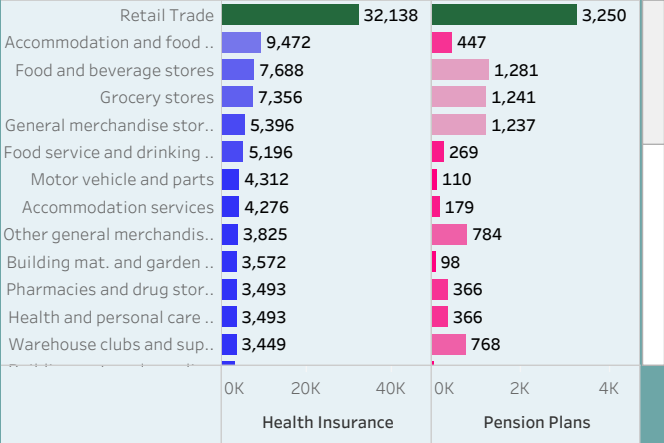 Retail Trade 32,138 3,250
Accommodation and food .. 9,472 447
Food and beverage stores 7,688 1,281
Grocery stores 7,356 1,241
General merchandise stor.. 5,396 1,237
Food service and drinking .. 5,196 269
Motor vehicle and parts 4,312 110
Accommodation services 4,276 179
Other general merchandis.. 3,825 784
Building mat. and garden .. 3,572 98
Pharmacies and drug stor.. 3,493 366
Health and personal care .. 3,493 366
Warehouse clubs and sup.. 3,449 768
0K 20K 40K 0K 2K 4K
Health Insurance Pension Plans